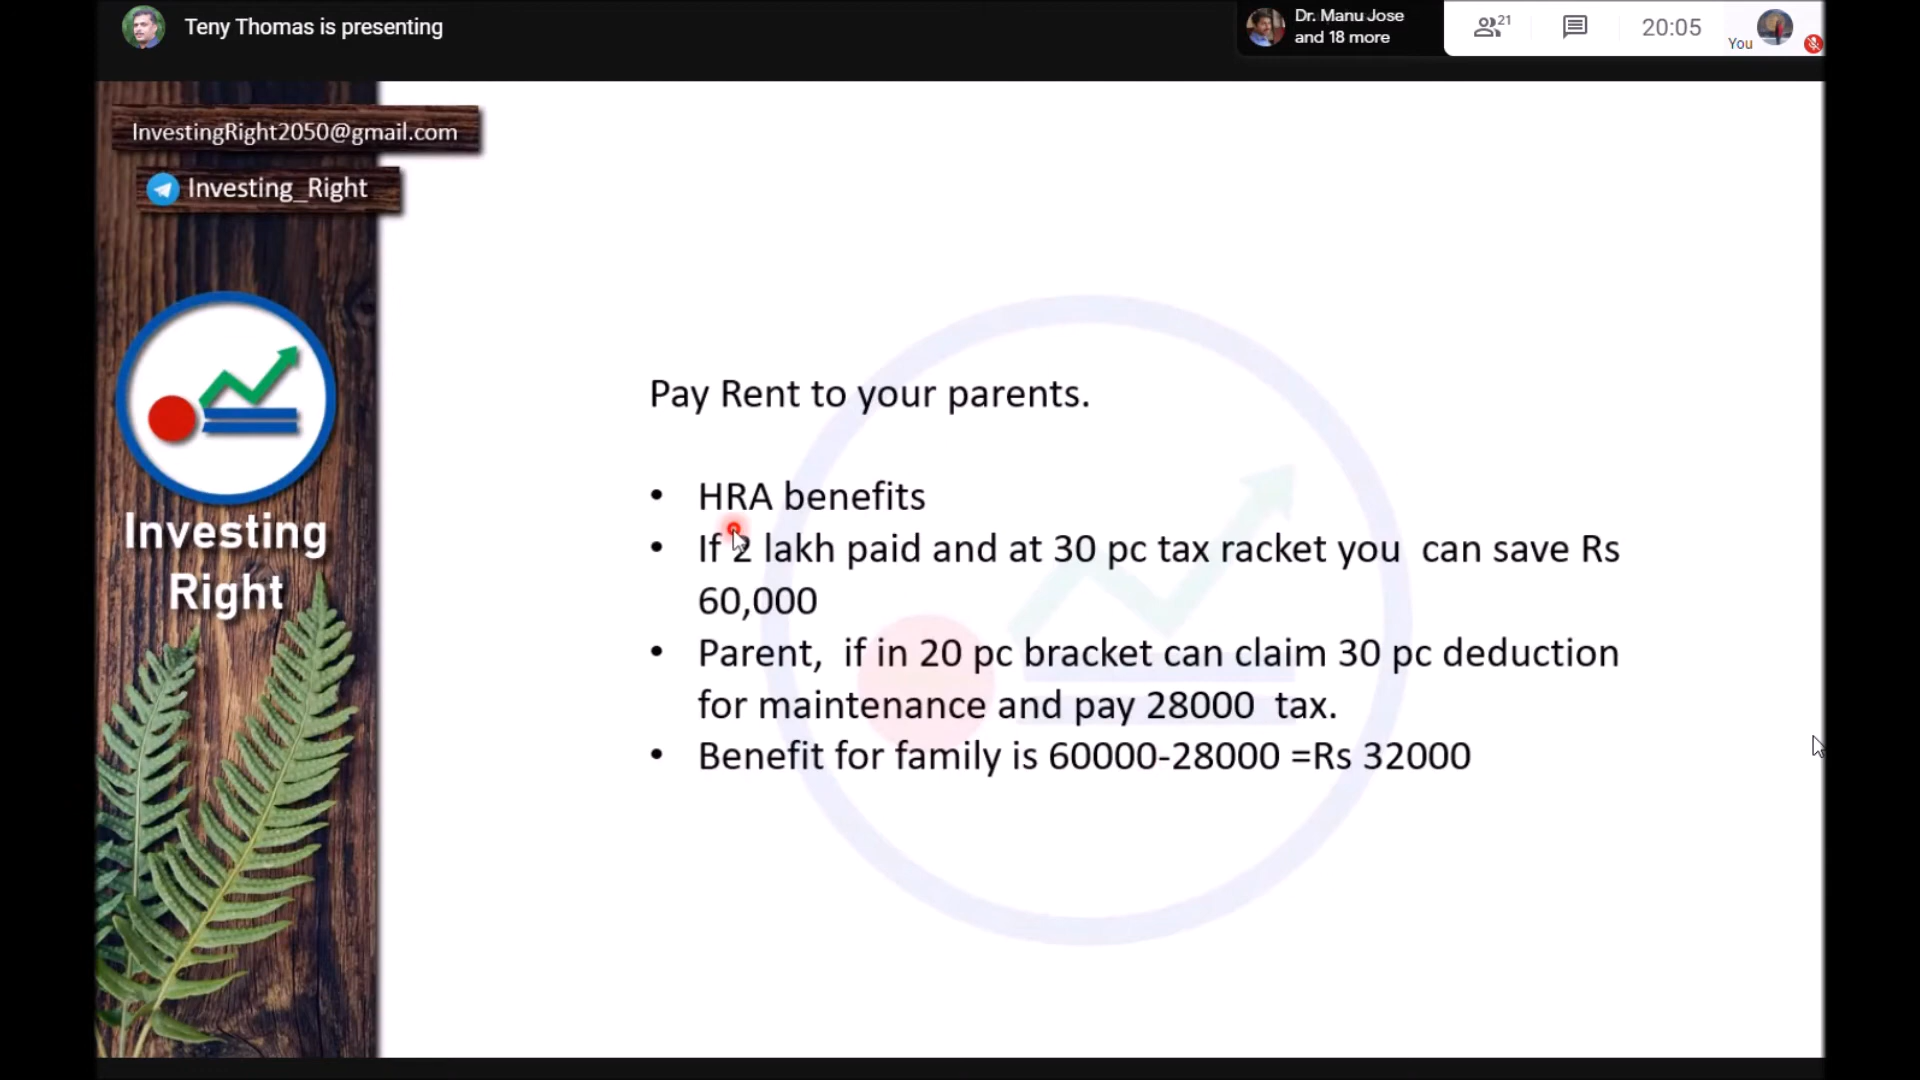 Teny Thomas is presenting
Dr. Manu Jose
and 18 more
21
20:05
You
InvestingRight2050@gmail.com
Investing_Right
Investing
Right
Pay Rent to your parents.
• HRA benefits
• If 2 lakh paid and at 30 pc tax racket you can save Rs
60,000
• Parent, if in 20 pc bracket can claim 30 pc deduction
for maintenance and pay 28000 tax.
• Benefit for family is 60000-28000 =Rs 32000